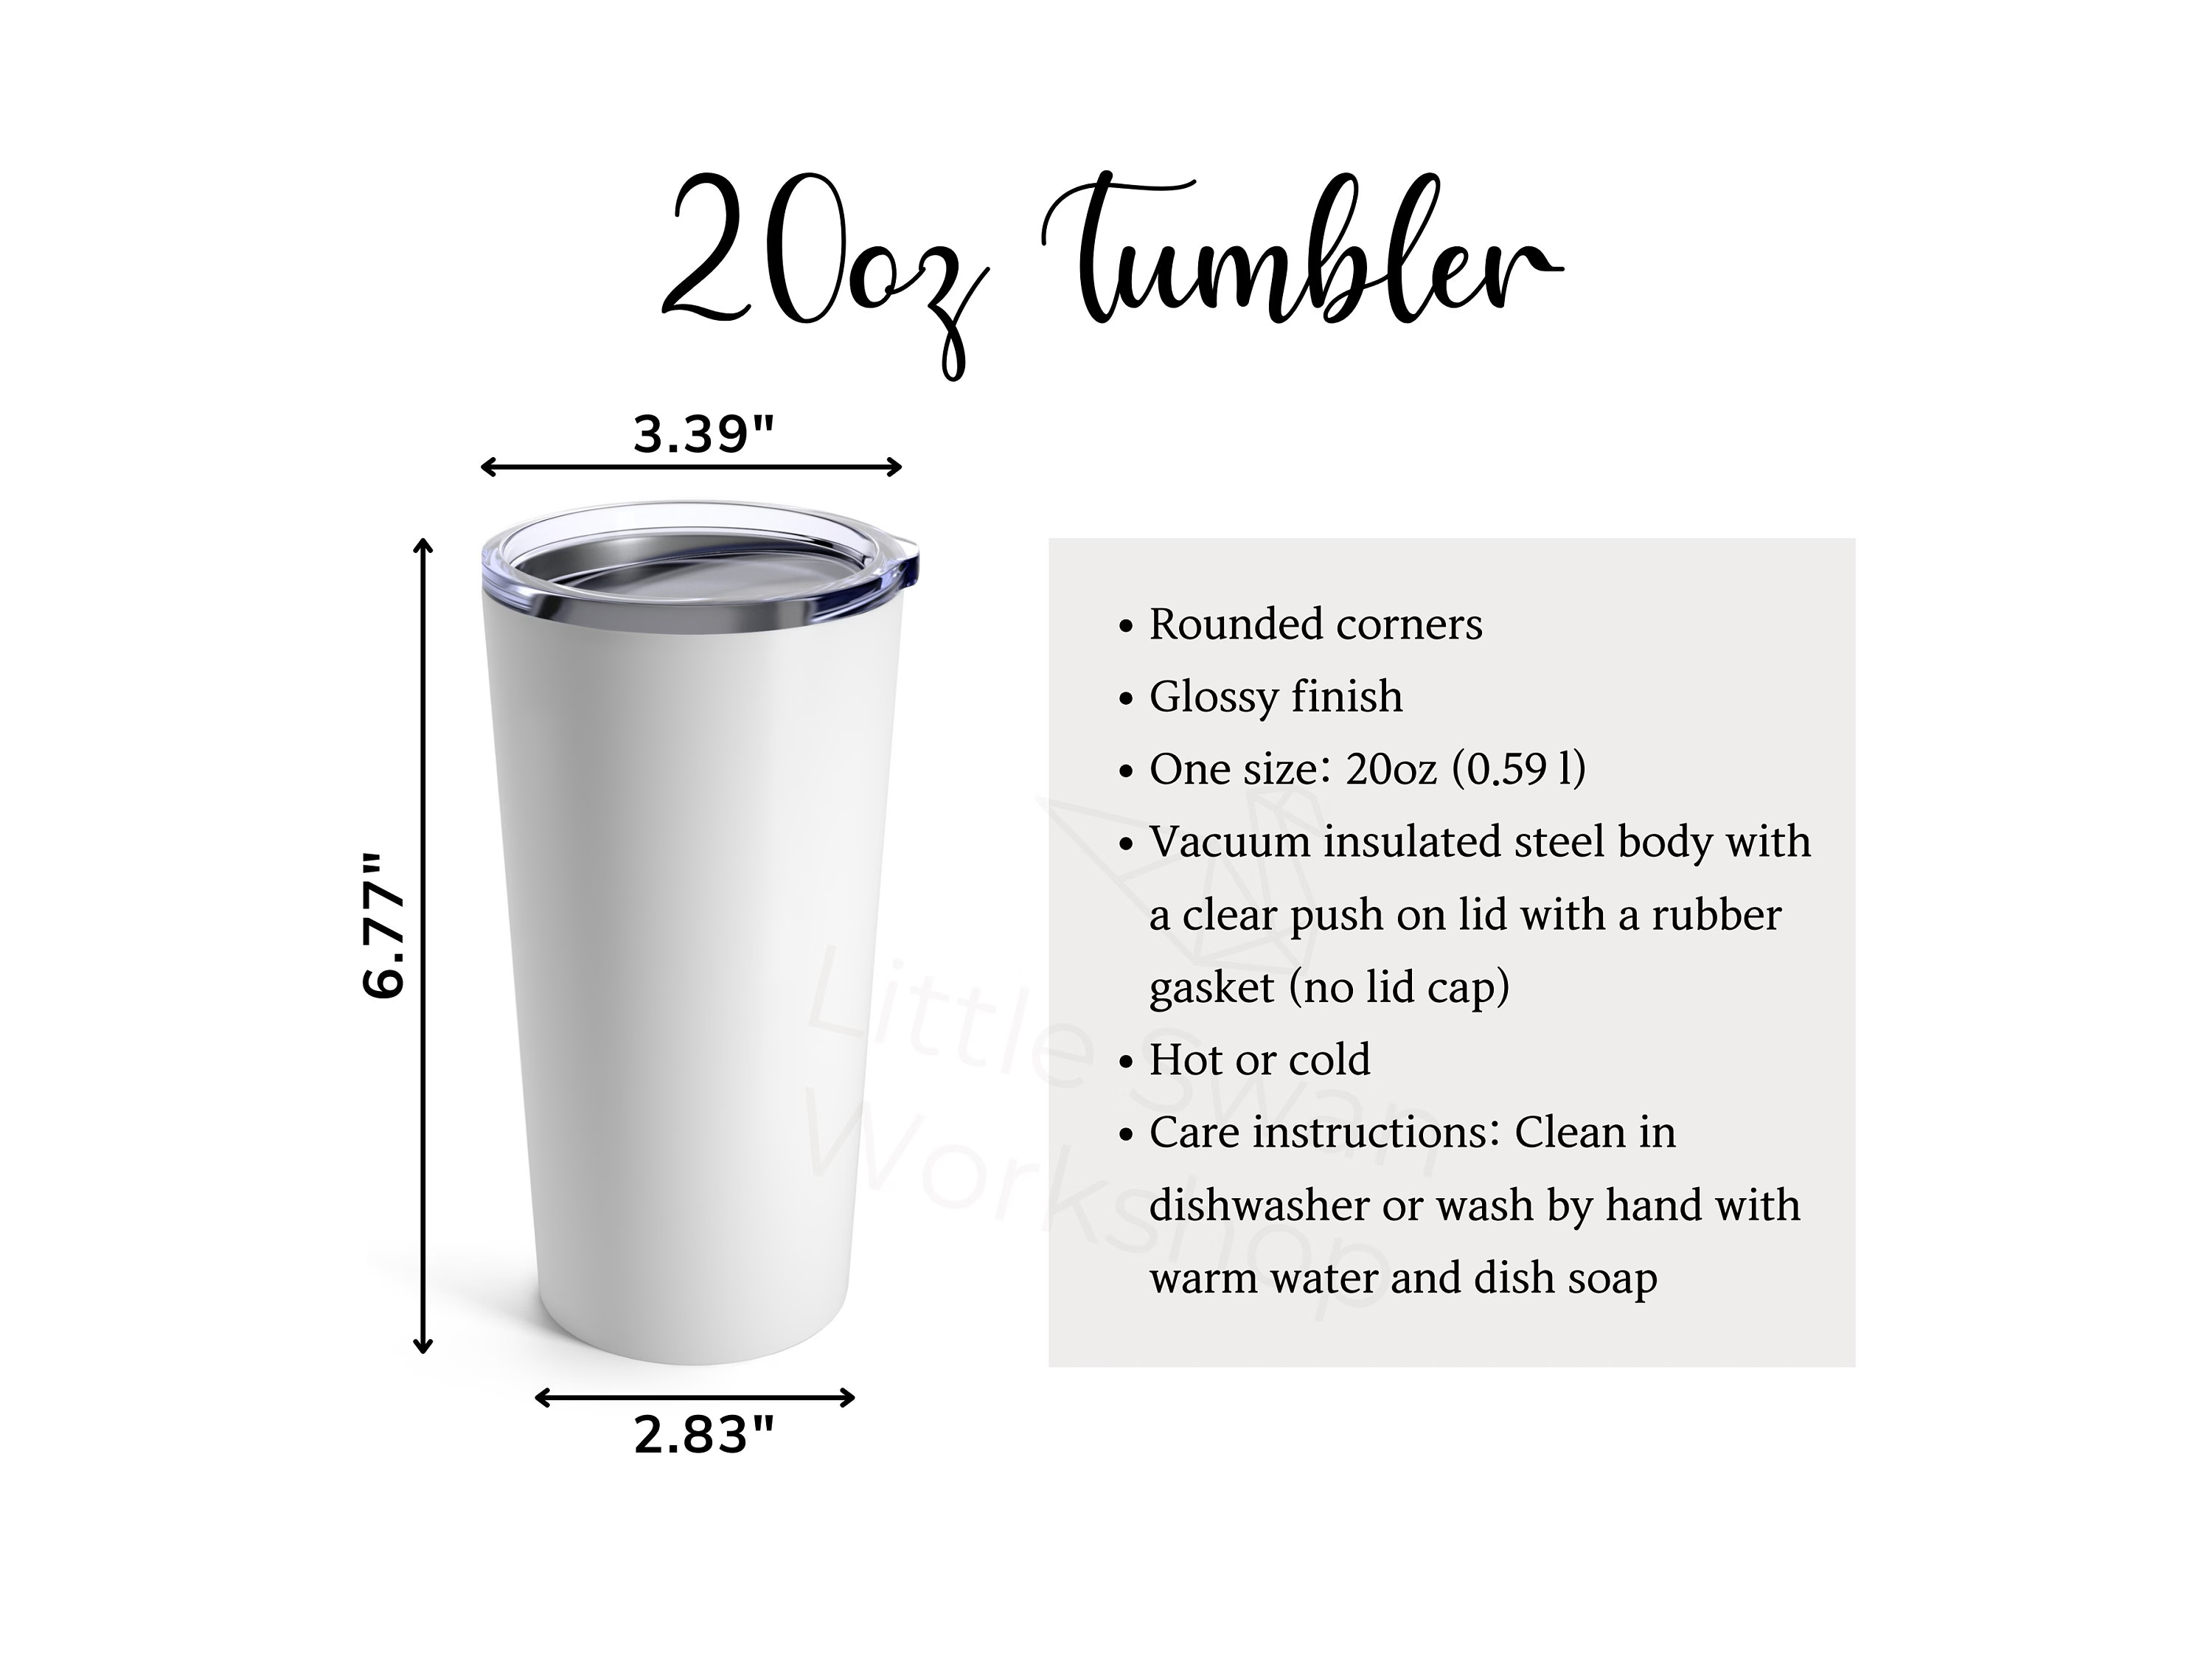 20oz Tumbler
3.39"
6.77"
• Rounded corners
• Glossy finish
• One size: 20oz (0.59 l)
• Vacuum insulated steel body with
a clear push on lid with a rubber
gasket (no lid cap)
• Hot or cold
• Care instructions: Clean in
dishwasher or wash by hand with
warm water and dish soap
2.83"
Little Swan
Workshop